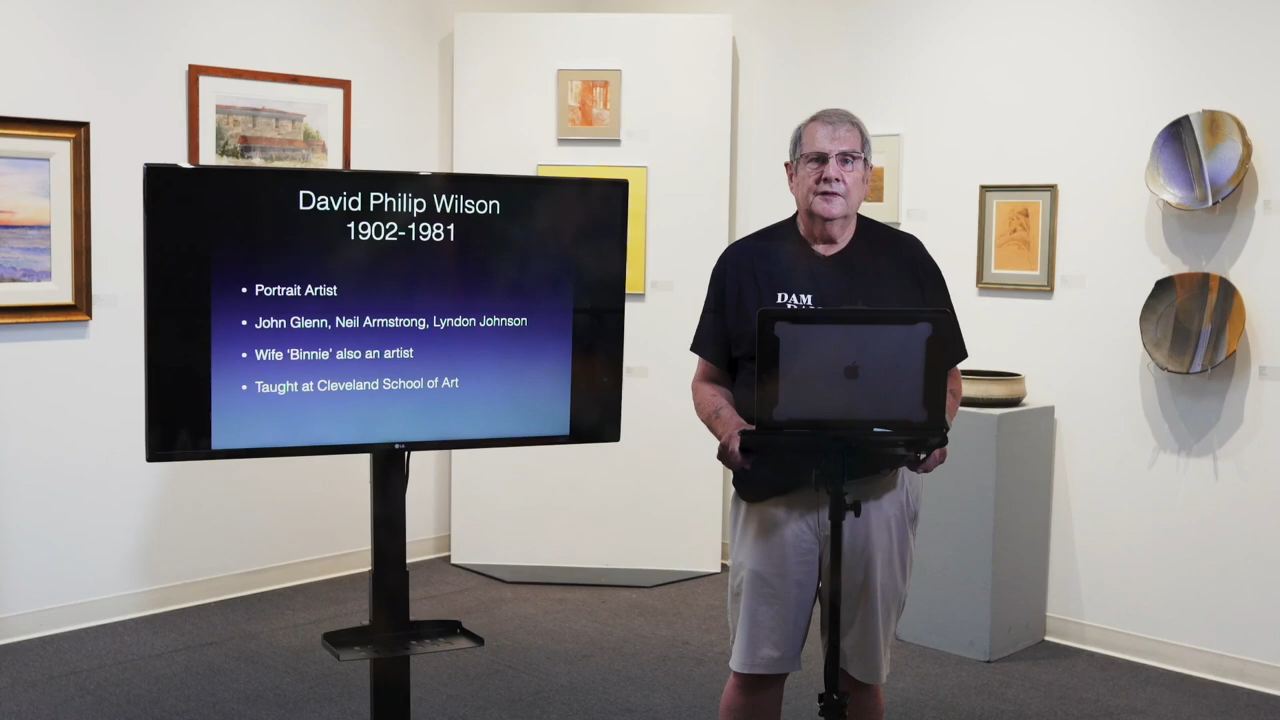 David Philip Wilson
1902-1981
• Portrait Artist
• John Glenn, Neil Armstrong, Lyndon Johnson
• Wife ‘Binnie’ also an artist
• Taught at Cleveland School of Art
LG
DAM